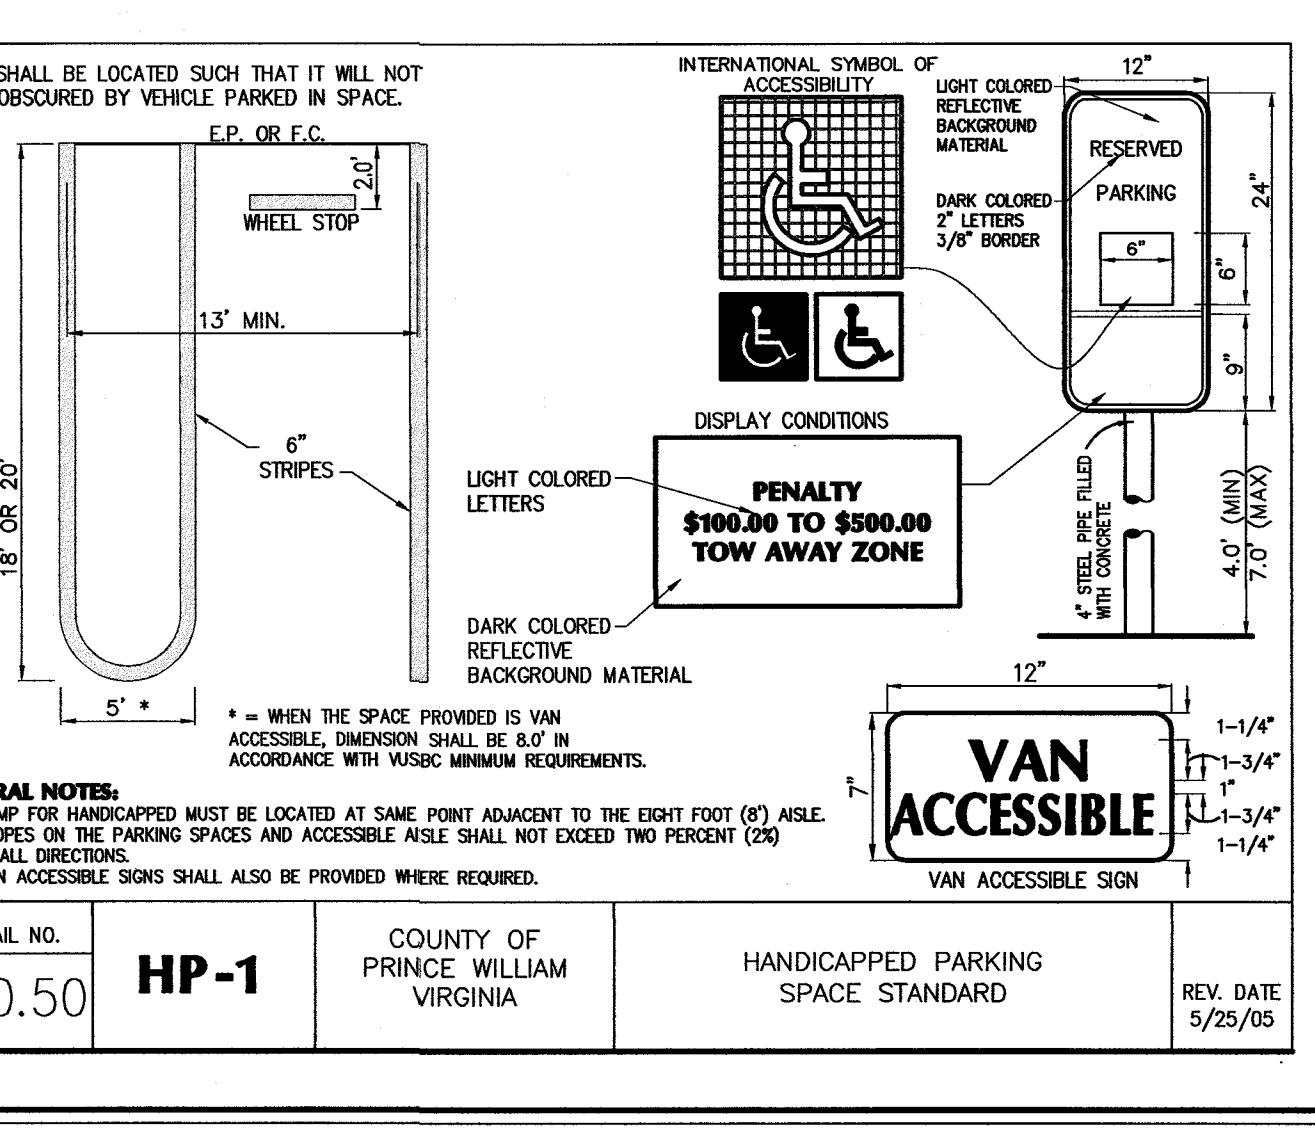 SHALL BE LOCATED SUCH THAT IT WILL NOT
OBSCURED BY VEHICLE PARKED IN SPACE.
E.P. OR F.C.
2.0'
WHEEL STOP
13' MIN.
6"
STRIPES
18' OR 20'
5' *
* = WHEN THE SPACE PROVIDED IS VAN
ACCESSIBLE, DIMENSION SHALL BE 8.0' IN
ACCORDANCE WITH VUSBC MINIMUM REQUIREMENTS.
INTERNATIONAL SYMBOL OF
ACCESSIBILITY
DISPLAY CONDITIONS
LIGHT COLORED
REFLECTIVE
BACKGROUND
MATERIAL
DARK COLORED
2" LETTERS
3/8" BORDER
12"
RESERVED
PARKING
6"
6"
24"
9"
LIGHT COLORED
LETTERS
PENALTY
$100.00 TO $500.00
TOW AWAY ZONE
DARK COLORED
REFLECTIVE
BACKGROUND MATERIAL
4" STEEL PIPE FILLED
WITH CONCRETE
4.0' (MIN)
7.0' (MAX)
12"
7"
VAN
ACCESSIBLE
1-1/4"
1-3/4"
1"
1-3/4"
1-1/4"
VAN ACCESSIBLE SIGN
RAL NOTES:
MP FOR HANDICAPPED MUST BE LOCATED AT SAME POINT ADJACENT TO THE EIGHT FOOT (8') AISLE.
OPES ON THE PARKING SPACES AND ACCESSIBLE AISLE SHALL NOT EXCEED TWO PERCENT (2%)
ALL DIRECTIONS.
N ACCESSIBLE SIGNS SHALL ALSO BE PROVIDED WHERE REQUIRED.
AIL NO.
0.50
HP-1
COUNTY OF
PRINCE WILLIAM
VIRGINIA
HANDICAPPED PARKING
SPACE STANDARD
REV. DATE
5/25/05